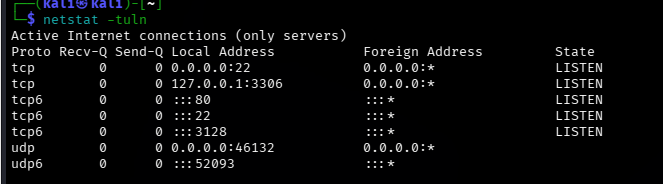 ┌──(kali㉿kali)-[~]
└─$ netstat -tuln
Active Internet connections (only servers)
Proto Recv-Q Send-Q Local Address           Foreign Address         State
tcp        0      0 0.0.0.0:22              0.0.0.0:*               LISTEN
tcp        0      0 127.0.0.1:3306          0.0.0.0:*               LISTEN
tcp6       0      0 :::80                   :::*                    LISTEN
tcp6       0      0 :::22                   :::*                    LISTEN
tcp6       0      0 :::3128                 :::*                    LISTEN
udp        0      0 0.0.0.0:46132           0.0.0.0:*
udp6       0      0 :::52093                :::*